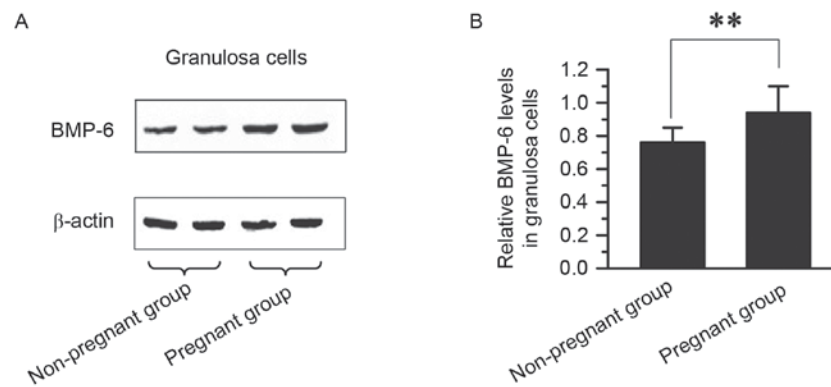 A
Granulosa cells
BMP-6
β-actin
Non-pregnant group
Pregnant group
B
**
Relative BMP-6 levels
in granulosa cells
1.2
1.0
0.8
0.6
0.4
0.2
0.0
Non-pregnant group
Pregnant group